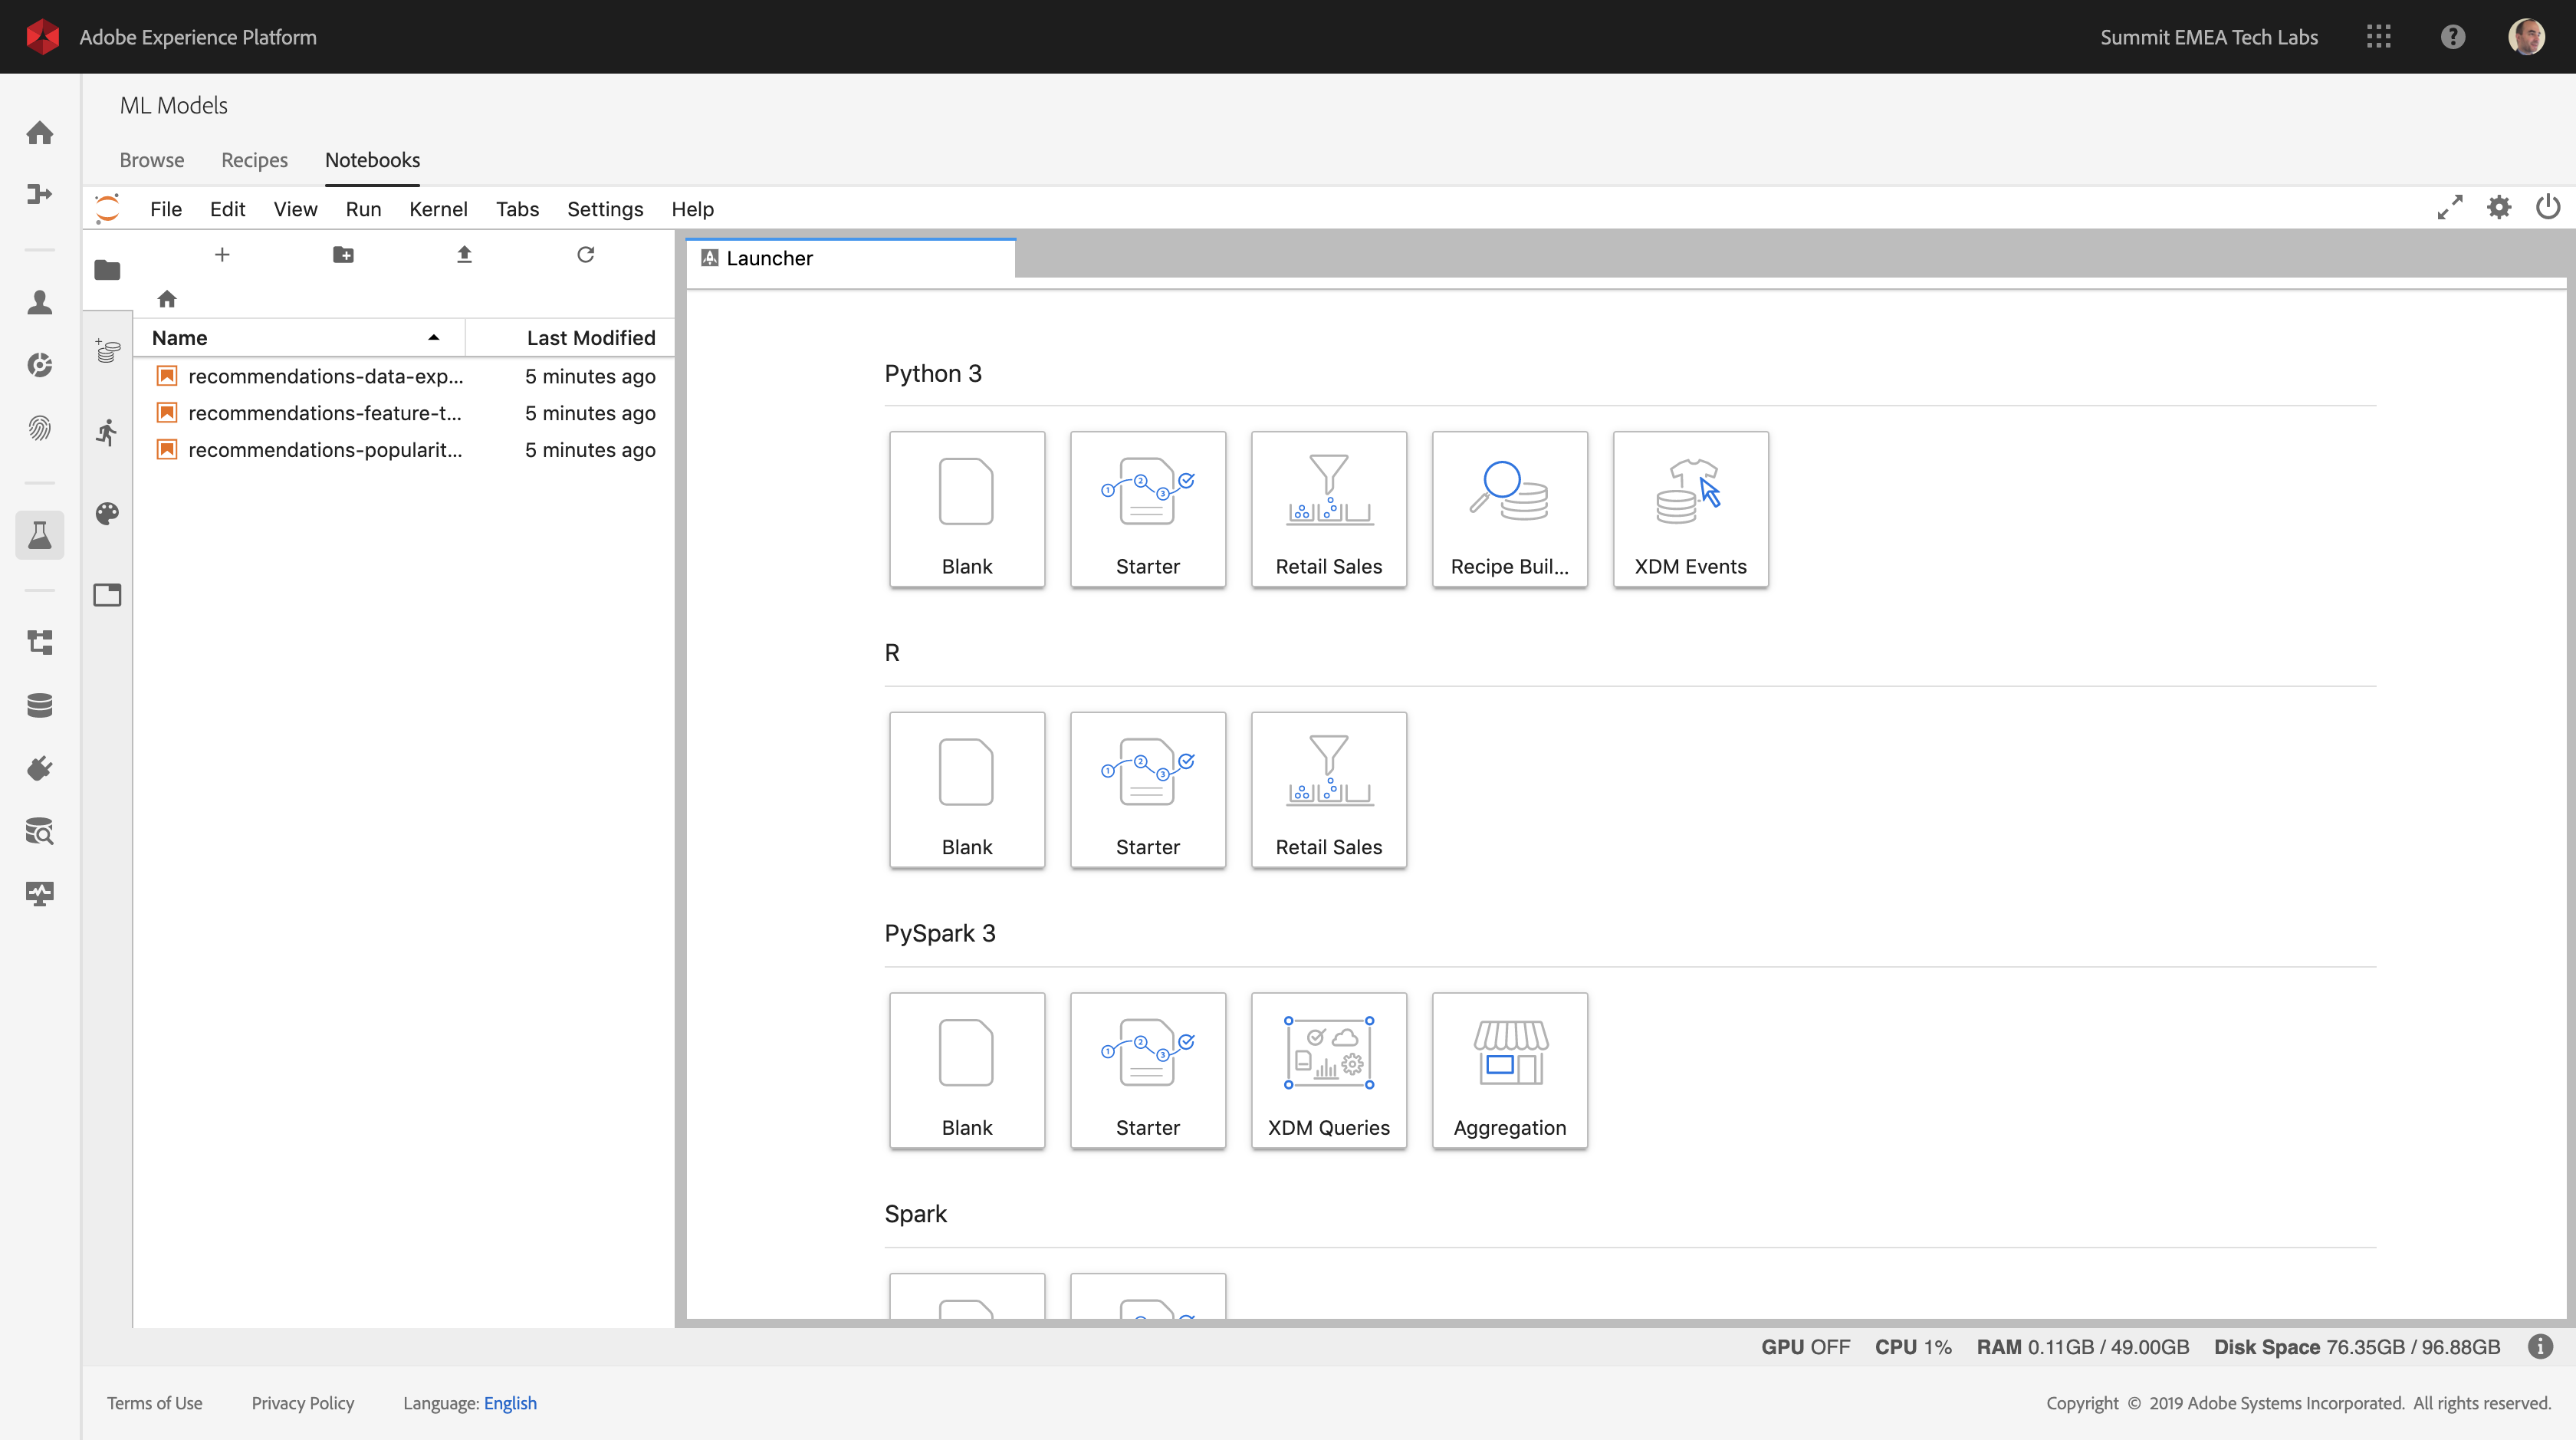 Adobe Experience Platform
Summit EMEA Tech Labs
ML Models
Browse Recipes Notebooks
File Edit View Run Kernel Tabs Settings Help
Launcher
Name Last Modified
recommendations-data-exp... 5 minutes ago
recommendations-feature-t... 5 minutes ago
recommendations-popularit... 5 minutes ago
Python 3
Blank Starter Retail Sales Recipe Buil... XDM Events
R
Blank Starter Retail Sales
PySpark 3
Blank Starter XDM Queries Aggregation
Spark
GPU OFF CPU 1% RAM 0.11GB / 49.00GB Disk Space 76.35GB / 96.88GB
Terms of Use Privacy Policy Language: English
Copyright © 2019 Adobe Systems Incorporated. All rights reserved.